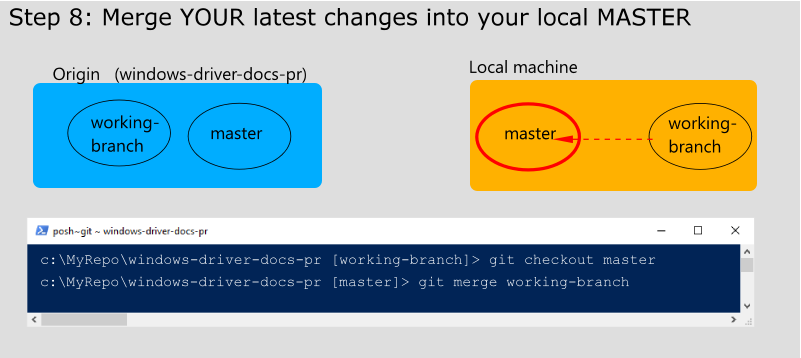 Step 8: Merge YOUR latest changes into your local MASTER
Origin (windows-driver-docs-pr)
working-
branch
master
Local machine
master
working-
branch
posh~git ~ windows-driver-docs-pr
c:\MyRepo\windows-driver-docs-pr [working-branch]> git checkout master
c:\MyRepo\windows-driver-docs-pr [master]> git merge working-branch